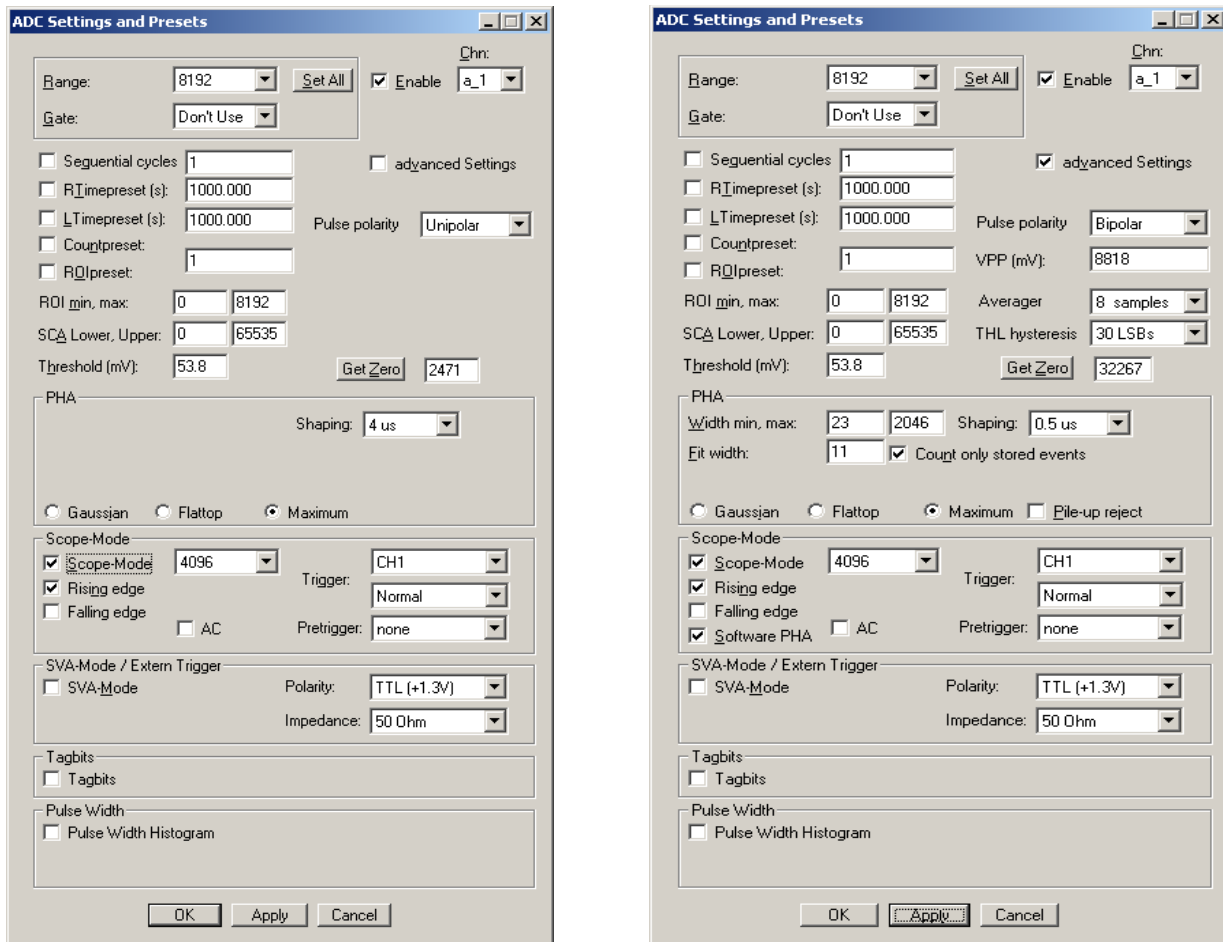 ADC Settings and Presets
Chn:
Range: 8192 Set All Enable a_1
Gate: Don't Use
Sequential cycles 1 advanced Settings
RTimepreset (s): 1000.000
LTimepreset (s): 1000.000 Pulse polarity Unipolar
Countpreset: 1
ROIpreset:
ROI min, max: 0 8192
SCA Lower, Upper: 0 65535
Threshold (mV): 53.8 Get Zero 2471
PHA
Shaping: 4 us
Gaussian Flattop Maximum
Scope-Mode
Scope-Mode 4096 Trigger: CH1
Rising edge Normal
Falling edge
AC Pretrigger: none
SVA-Mode / Extern Trigger
SVA-Mode Polarity: TTL (+1.3V)
Impedance: 50 Ohm
Tagbits
Tagbits
Pulse Width
Pulse Width Histogram
OK Apply Cancel
ADC Settings and Presets
Chn:
Range: 8192 Set All Enable a_1
Gate: Don't Use
Sequential cycles 1 advanced Settings
RTimepreset (s): 1000.000
LTimepreset (s): 1000.000 Pulse polarity Bipolar
Countpreset: 1 VPP (mV): 8818
ROIpreset:
ROI min, max: 0 8192 Averager 8 samples
SCA Lower, Upper: 0 65535 THL hysteresis 30 LSBs
Threshold (mV): 53.8 Get Zero 32267
PHA
Width min, max: 23 2046 Shaping: 0.5 us
Fit width: 11 Count only stored events
Gaussian Flattop Maximum Pile-up reject
Scope-Mode
Scope-Mode 4096 Trigger: CH1
Rising edge Normal
Falling edge
Software PHA AC Pretrigger: none
SVA-Mode / Extern Trigger
SVA-Mode Polarity: TTL (+1.3V)
Impedance: 50 Ohm
Tagbits
Tagbits
Pulse Width
Pulse Width Histogram
OK Apply Cancel